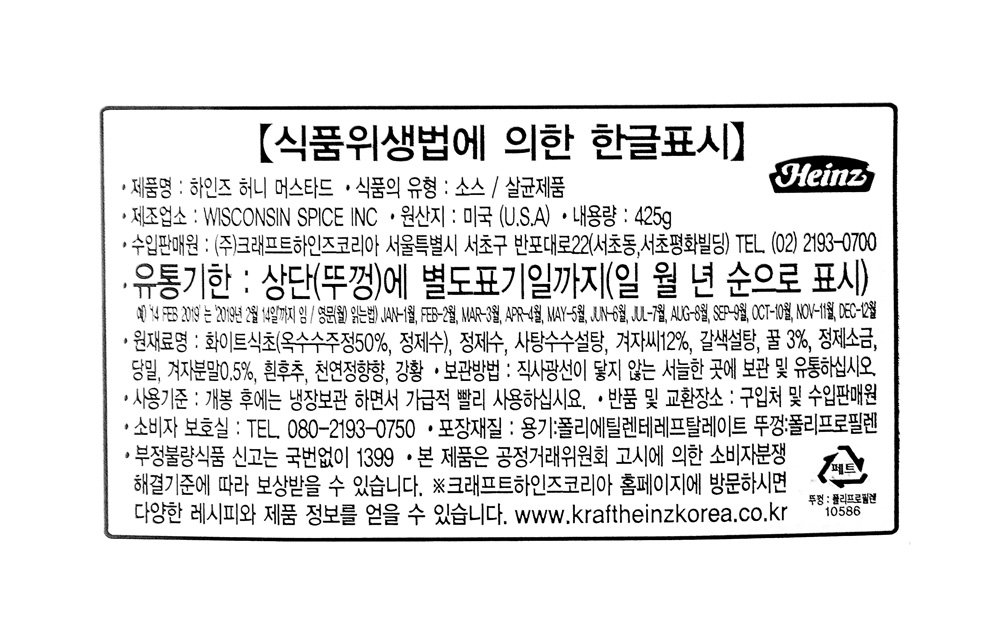 【식품위생법에 의한 한글표시】
Heinz
• 제품명 : 하인즈 허니 머스타드 • 식품의 유형 : 소스 / 살균제품
• 제조업소 : WISCONSIN SPICE INC • 원산지 : 미국 (U.S.A) • 내용량 : 425g
• 수입판매원 : (주)크래프트하인즈코리아 서울특별시 서초구 반포대로22(서초동,서초평화빌딩) TEL. (02) 2193-0700
• 유통기한 : 상단(뚜껑)에 별도표기일까지(일 월 년 순으로 표시)
예) '14 FEB 2019' 는 '2019년 2월 14일'까지 임 / 영문(월) 읽는법) JAN-1월, FEB-2월, MAR-3월, APR-4월, MAY-5월, JUN-6월, JUL-7월, AUG-8월, SEP-9월, OCT-10월, NOV-11월, DEC-12월
• 원재료명 : 화이트식초(옥수수주정50%, 정제수), 정제수, 사탕수수설탕, 겨자씨12%, 갈색설탕, 꿀 3%, 정제소금,
당밀, 겨자분말0.5%, 흰후추, 천연정향향, 강황 • 보관방법 : 직사광선이 닿지 않는 서늘한 곳에 보관 및 유통하십시오.
• 사용기준 : 개봉 후에는 냉장보관 하면서 가급적 빨리 사용하십시요. • 반품 및 교환장소 : 구입처 및 수입판매원
• 소비자 보호실 : TEL. 080-2193-0750 • 포장재질 : 용기:폴리에틸렌테레프탈레이트 뚜껑:폴리프로필렌
• 부정불량식품 신고는 국번없이 1399 • 본 제품은 공정거래위원회 고시에 의한 소비자분쟁
해결기준에 따라 보상받을 수 있습니다. ※크래프트하인즈코리아 홈페이지에 방문하시면
다양한 레시피와 제품 정보를 얻을 수 있습니다. www.kraftheinzkorea.co.kr
페트
뚜껑 : 폴리프로필렌
10586